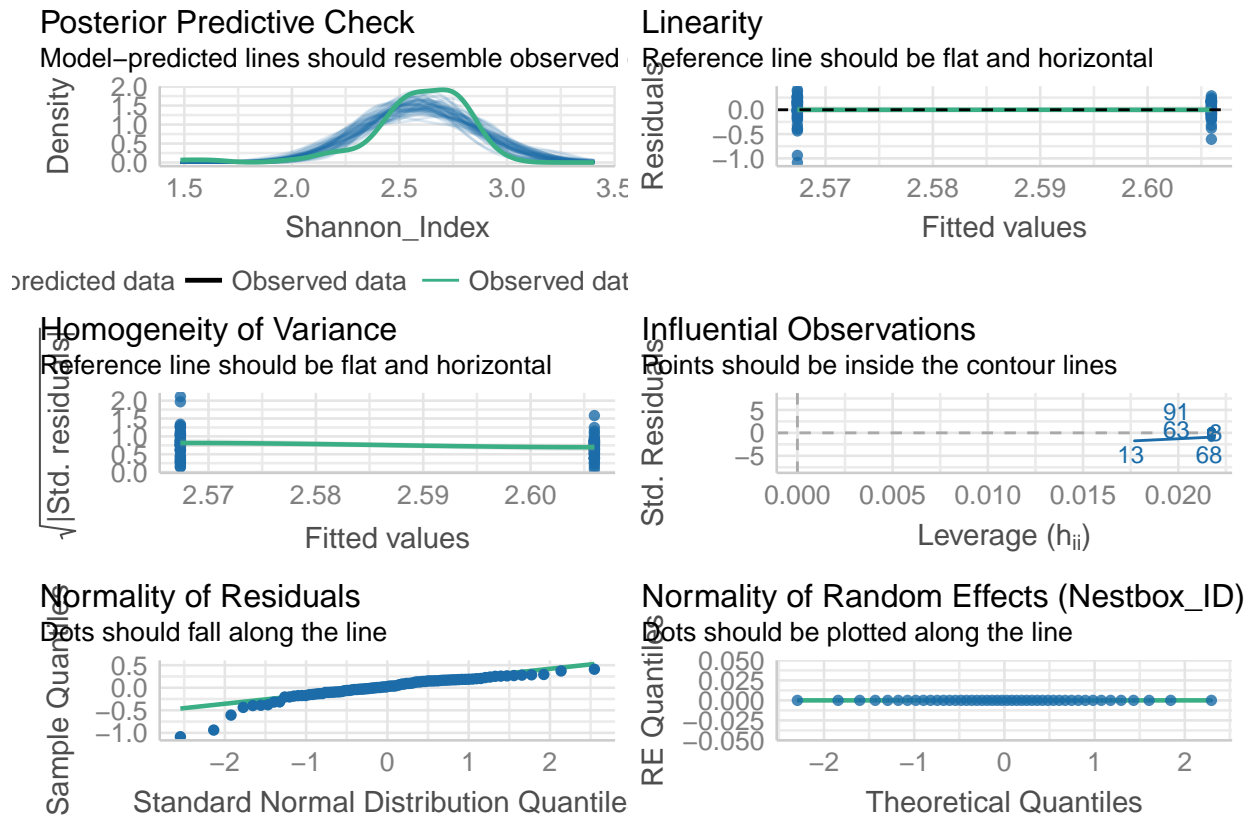 Posterior Predictive Check
Model−predicted lines should resemble observed
Density
2.0
1.5
1.0
0.5
0.0
1.5 2.0 2.5 3.0 3.5
Shannon_Index
predicted data Observed data Observed dat
Linearity
Reference line should be flat and horizontal
Residuals
0.0
−0.5
−1.0
2.57 2.58 2.59 2.60
Fitted values
Homogeneity of Variance
Reference line should be flat and horizontal
√|Std. residuals|
2.0
1.5
1.0
0.5
0.0
2.57 2.58 2.59 2.60
Fitted values
Influential Observations
Points should be inside the contour lines
Std. Residuals
5
0
−5
91
63 3
13 68
0.000 0.005 0.010 0.015 0.020
Leverage (hii)
Normality of Residuals
Dots should fall along the line
Sample Quantiles
0.5
0.0
−0.5
−1.0
−2 −1 0 1 2
Standard Normal Distribution Quantile
Normality of Random Effects (Nestbox_ID)
Dots should be plotted along the line
RE Quantiles
0.050
0.025
0.000
−0.025
−0.050
−2 −1 0 1 2
Theoretical Quantiles